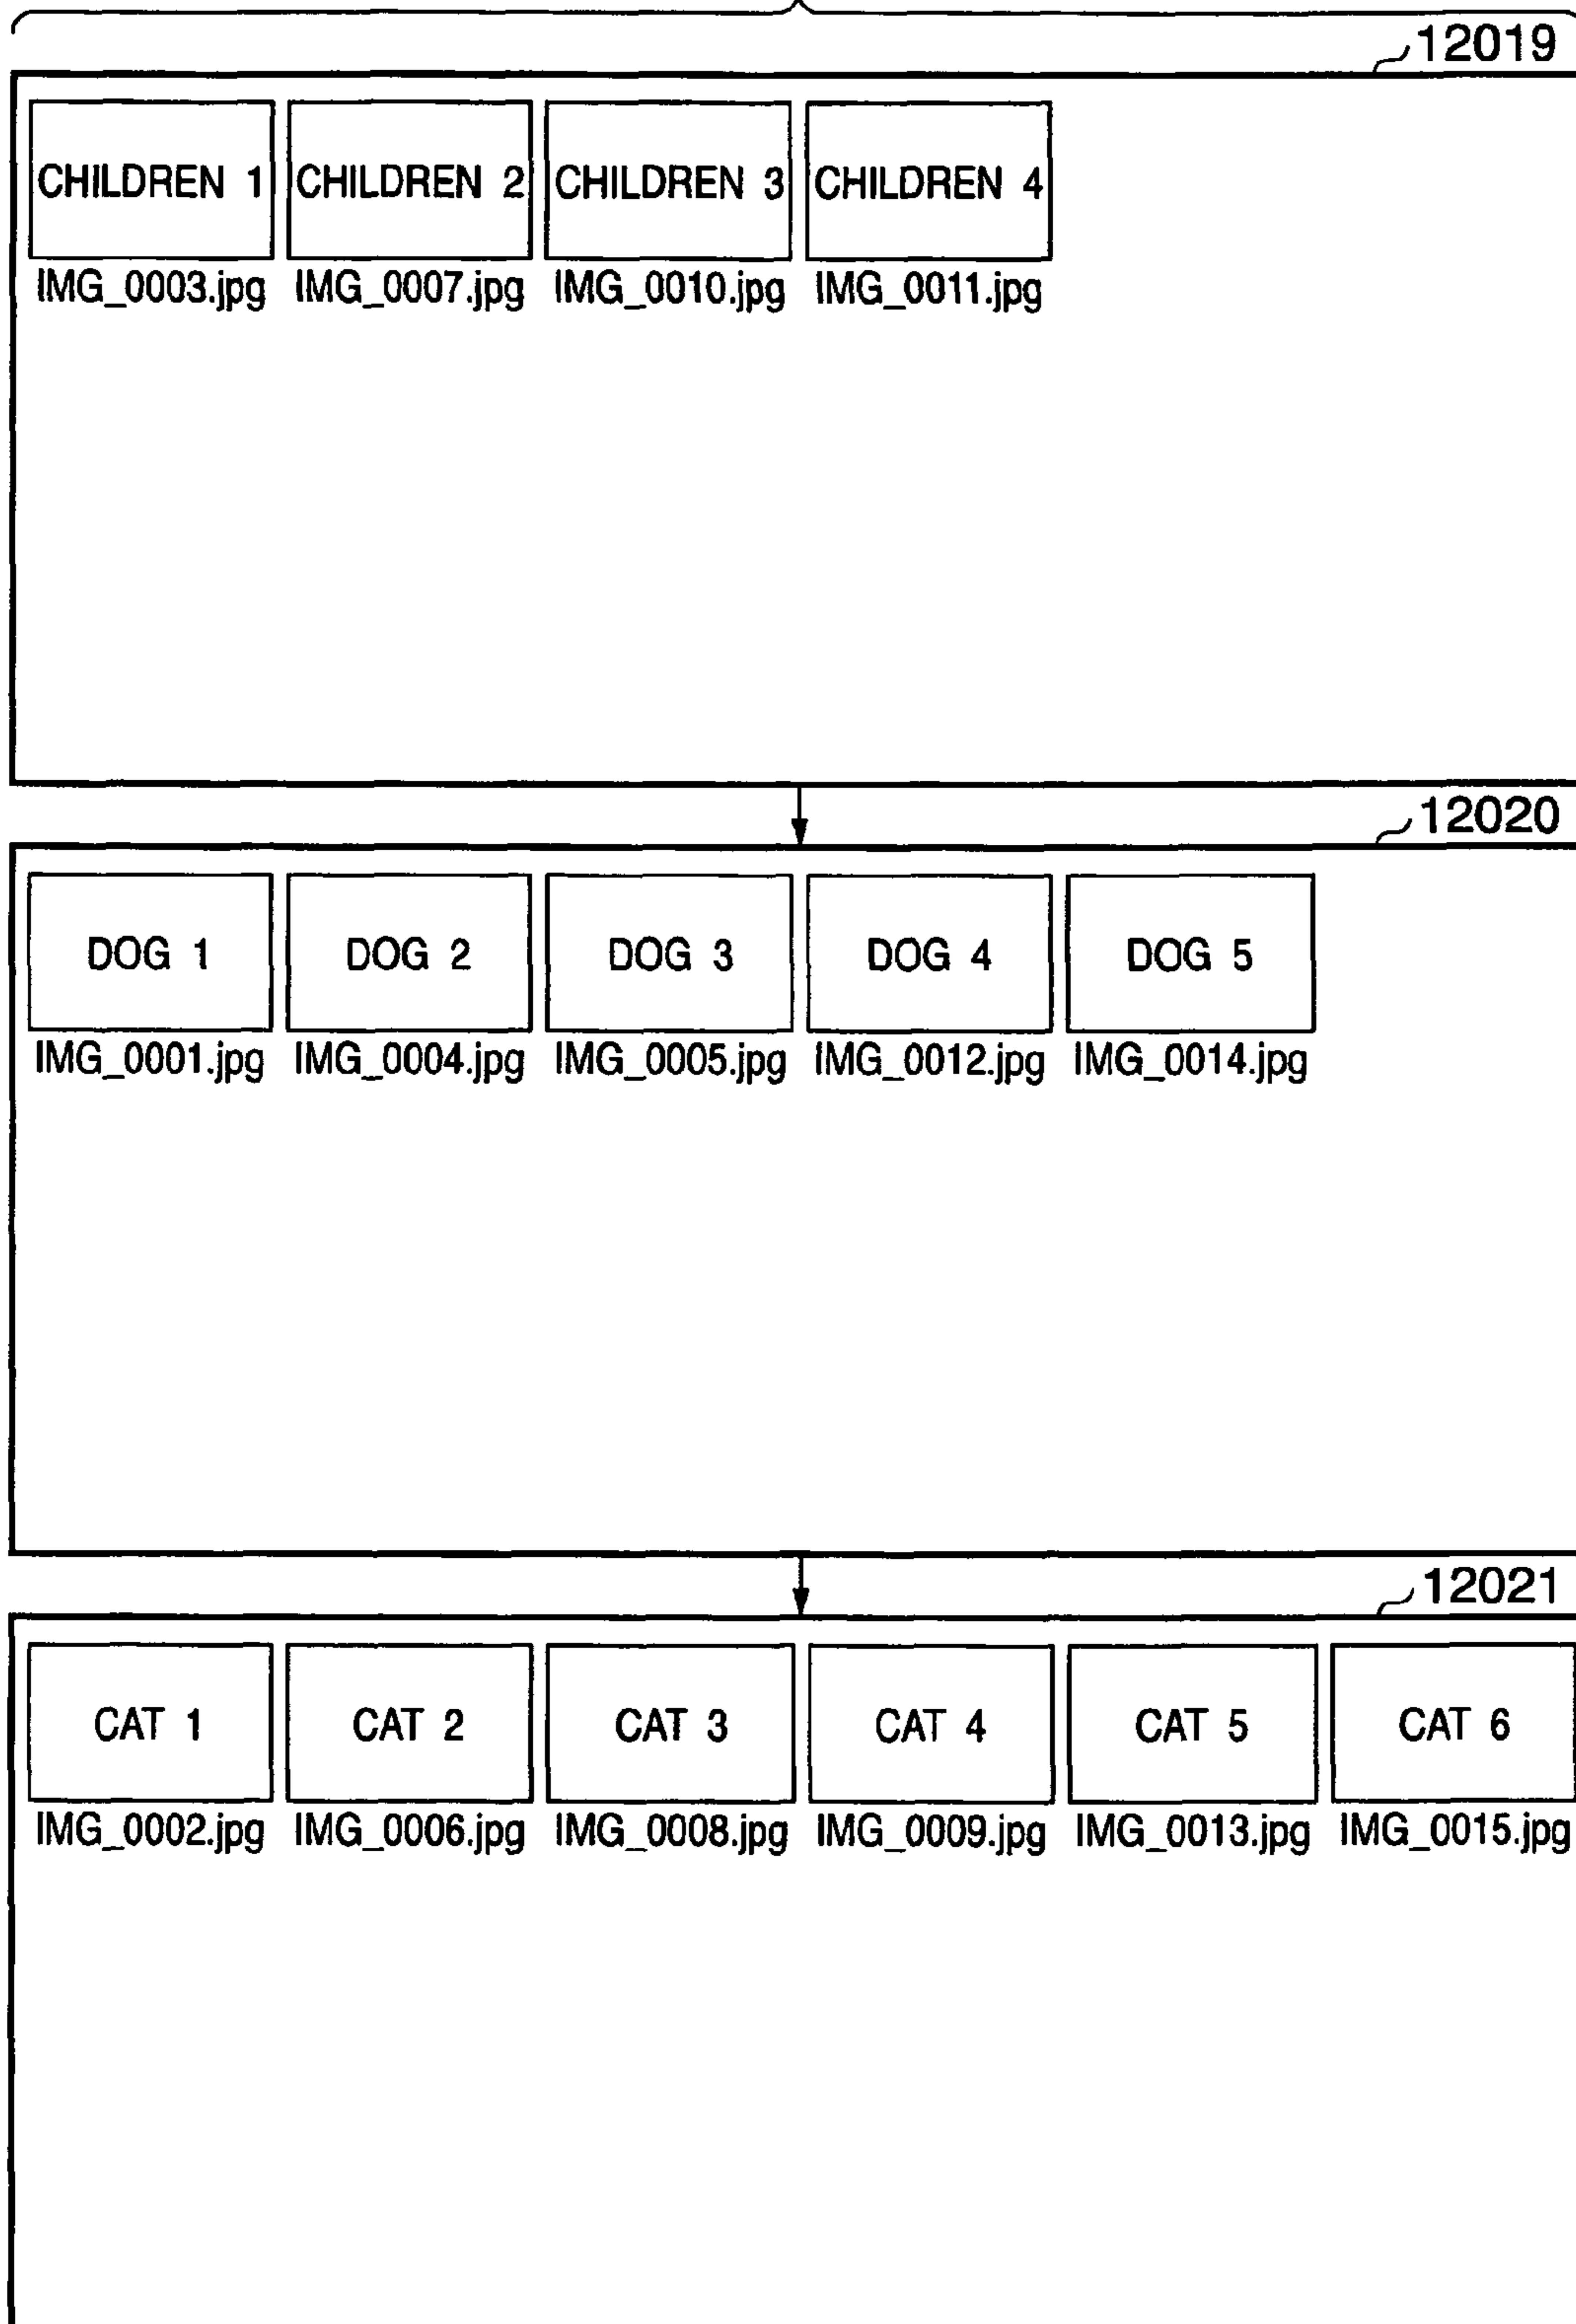 12019
CHILDREN 1 CHILDREN 2 CHILDREN 3 CHILDREN 4
IMG_0003.jpg IMG_0007.jpg IMG_0010.jpg IMG_0011.jpg
12020
DOG 1 DOG 2 DOG 3 DOG 4 DOG 5
IMG_0001.jpg IMG_0004.jpg IMG_0005.jpg IMG_0012.jpg IMG_0014.jpg
12021
CAT 1 CAT 2 CAT 3 CAT 4 CAT 5 CAT 6
IMG_0002.jpg IMG_0006.jpg IMG_0008.jpg IMG_0009.jpg IMG_0013.jpg IMG_0015.jpg